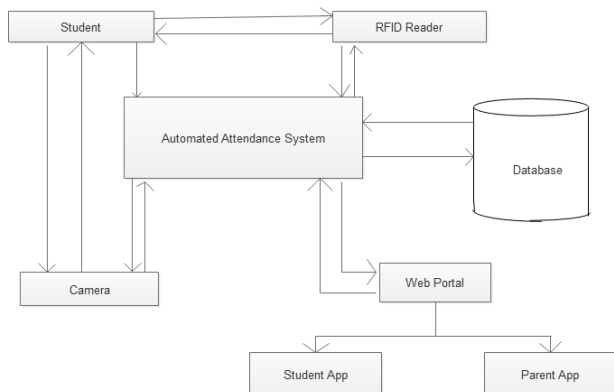 Student
RFID Reader
Automated Attendance System
Database
Camera
Web Portal
Student App
Parent App